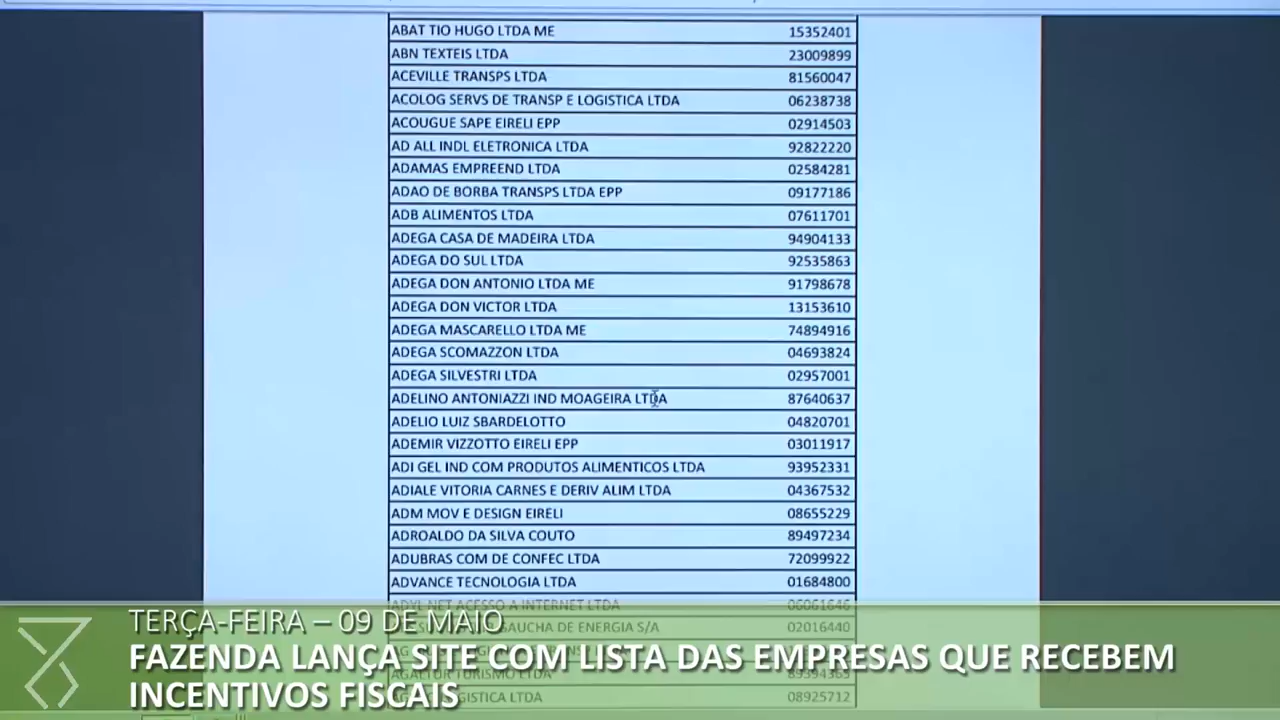 ABAT TIO HUGO LTDA ME 15352401
ABN TEXTEIS LTDA 23009899
ACEVILLE TRANSPS LTDA 81560047
ACOLOG SERVS DE TRANSP E LOGISTICA LTDA 06238738
ACOUGUE SAPE EIRELI EPP 02914503
AD ALL INDL ELETRONICA LTDA 92822220
ADAMAS EMPREEND LTDA 02584281
ADAO DE BORBA TRANSPS LTDA EPP 09177186
ADB ALIMENTOS LTDA 07611701
ADEGA CASA DE MADEIRA LTDA 94904133
ADEGA DO SUL LTDA 92535863
ADEGA DON ANTONIO LTDA ME 91798678
ADEGA DON VICTOR LTDA 13153610
ADEGA MASCARELLO LTDA ME 74894916
ADEGA SCOMAZZON LTDA 04693824
ADEGA SILVESTRI LTDA 02957001
ADELINO ANTONIAZZI IND MOAGEIRA LTDA 87640637
ADELIO LUIZ SBARDELOTTO 04820701
ADEMIR VIZZOTTO EIRELI EPP 03011917
ADI GEL IND COM PRODUTOS ALIMENTICOS LTDA 93952331
ADIALE VITORIA CARNES E DERIV ALIM LTDA 04367532
ADM MOV E DESIGN EIRELI 08655229
ADROALDO DA SILVA COUTO 89497234
ADUBRAS COM DE CONFEC LTDA 72099922
ADVANCE TECNOLOGIA LTDA 01684800
ADYL NET ACESSO A INTERNET LTDA 06061646
GAUCHA DE ENERGIA S/A 02016440
TURISMO LTDA
LTDA 08925712
TERÇA-FEIRA – 09 DE MAIO
FAZENDA LANÇA SITE COM LISTA DAS EMPRESAS QUE RECEBEM
INCENTIVOS FISCAIS